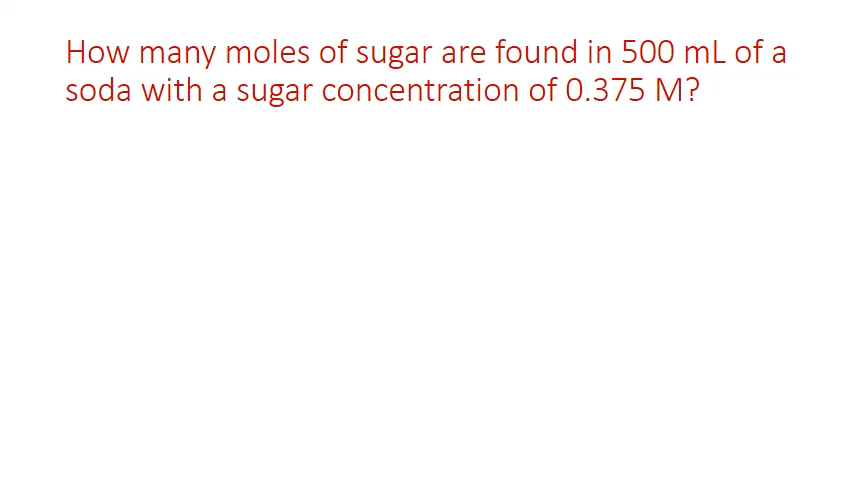 How many moles of sugar are found in 500 mL of a
soda with a sugar concentration of 0.375 M?